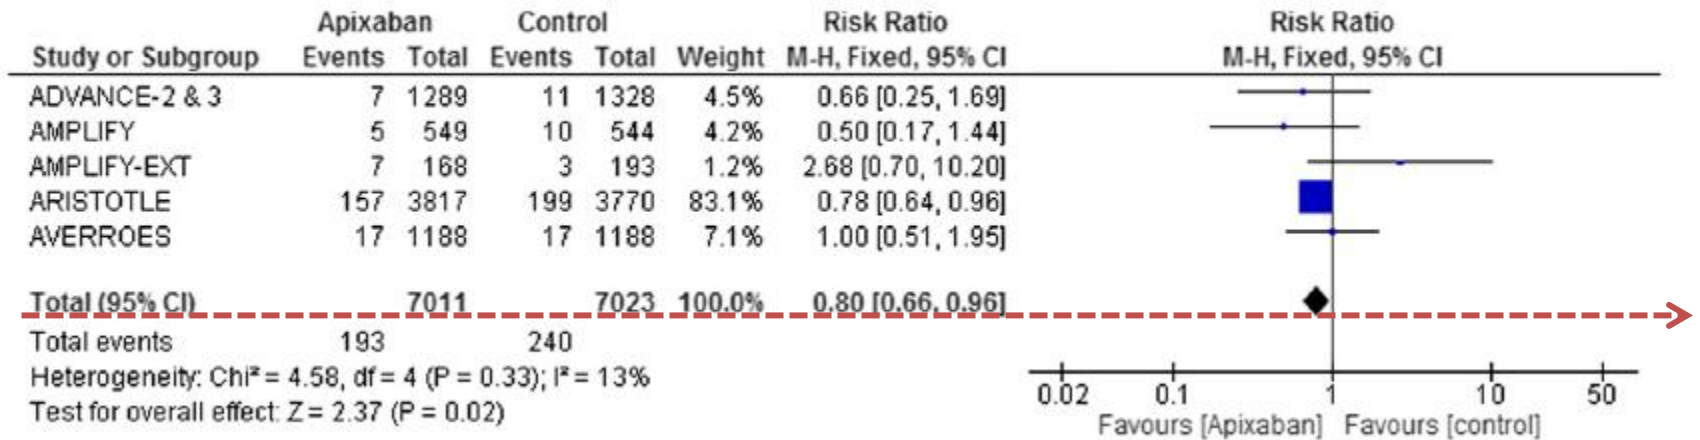 Apixaban Control Risk Ratio Risk Ratio
Study or Subgroup Events Total Events Total Weight M-H, Fixed, 95% CI M-H, Fixed, 95% CI
ADVANCE-2 & 3 7 1289 11 1328 4.5% 0.66 [0.25, 1.69]
AMPLIFY 5 549 10 544 4.2% 0.50 [0.17, 1.44]
AMPLIFY-EXT 7 168 3 193 1.2% 2.68 [0.70, 10.20]
ARISTOTLE 157 3817 199 3770 83.1% 0.78 [0.64, 0.96]
AVERROES 17 1188 17 1188 7.1% 1.00 [0.51, 1.95]
Total (95% CI) 7011 7023 100.0% 0.80 [0.66, 0.96]
Total events 193 240
Heterogeneity: Chi² = 4.58, df = 4 (P = 0.33); I² = 13%
Test for overall effect: Z = 2.37 (P = 0.02)
0.02 0.1 1 10 50
Favours [Apixaban] Favours [control]